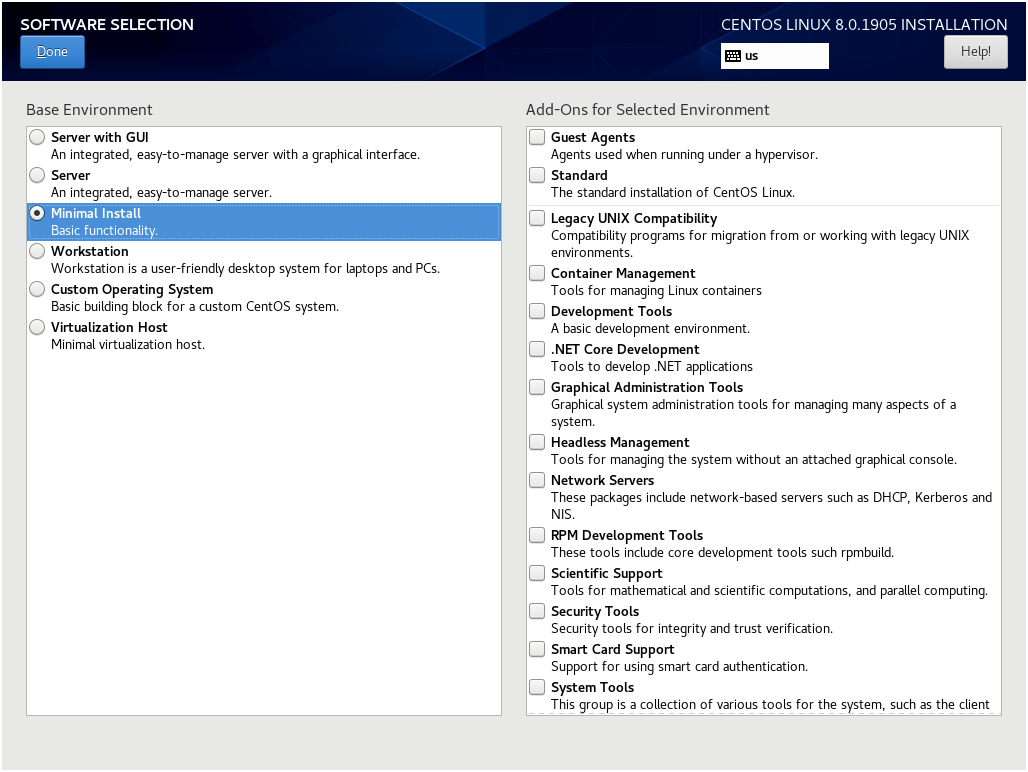 SOFTWARE SELECTION
CENTOS LINUX 8.0.1905 INSTALLATION
Done
us
Help!
Base Environment
Server with GUI
An integrated, easy-to-manage server with a graphical interface.
Server
An integrated, easy-to-manage server.
Minimal Install
Basic functionality.
Workstation
Workstation is a user-friendly desktop system for laptops and PCs.
Custom Operating System
Basic building block for a custom CentOS system.
Virtualization Host
Minimal virtualization host.
Add-Ons for Selected Environment
Guest Agents
Agents used when running under a hypervisor.
Standard
The standard installation of CentOS Linux.
Legacy UNIX Compatibility
Compatibility programs for migration from or working with legacy UNIX
environments.
Container Management
Tools for managing Linux containers
Development Tools
A basic development environment.
.NET Core Development
Tools to develop .NET applications
Graphical Administration Tools
Graphical system administration tools for managing many aspects of a
system.
Headless Management
Tools for managing the system without an attached graphical console.
Network Servers
These packages include network-based servers such as DHCP, Kerberos and
NIS.
RPM Development Tools
These tools include core development tools such rpmbuild.
Scientific Support
Tools for mathematical and scientific computations, and parallel computing.
Security Tools
Security tools for integrity and trust verification.
Smart Card Support
Support for using smart card authentication.
System Tools
This group is a collection of various tools for the system, such as the client